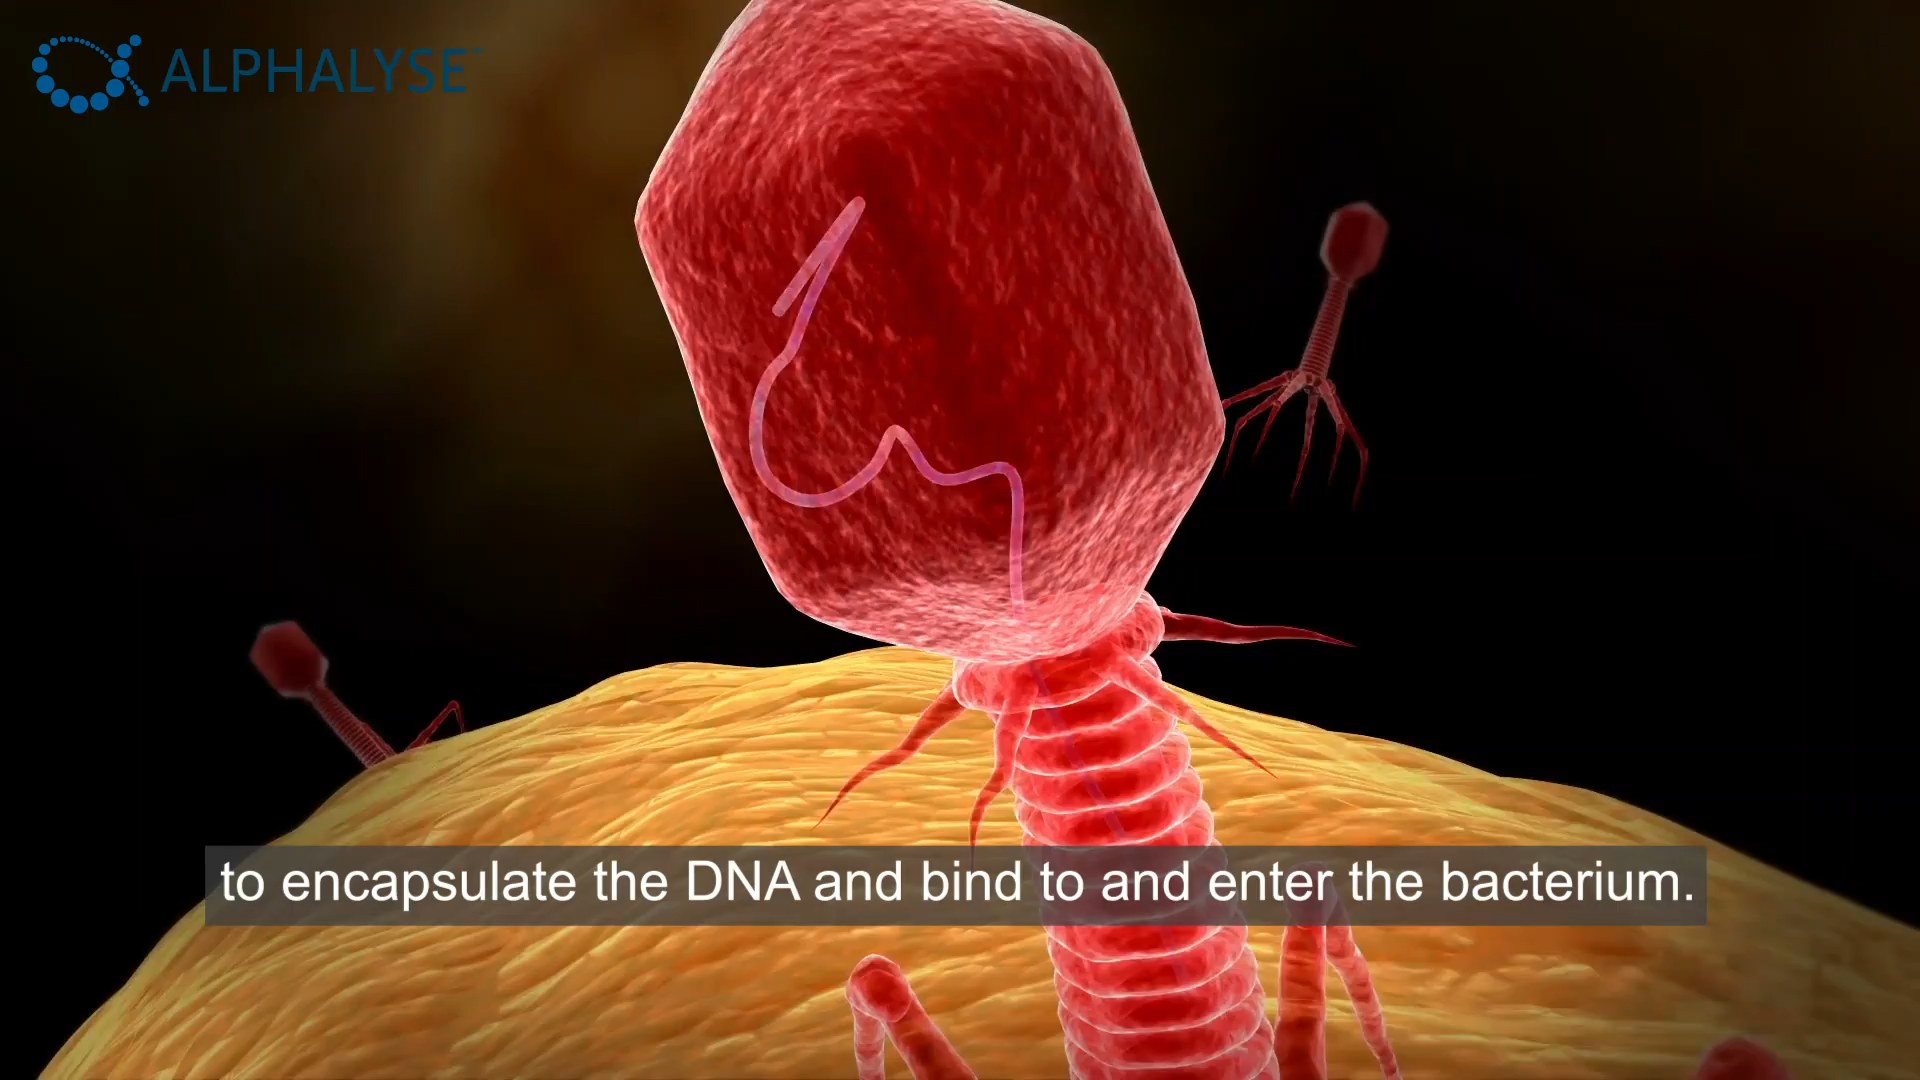 ALPHALYSE
to encapsulate the DNA and bind to and enter the bacterium.